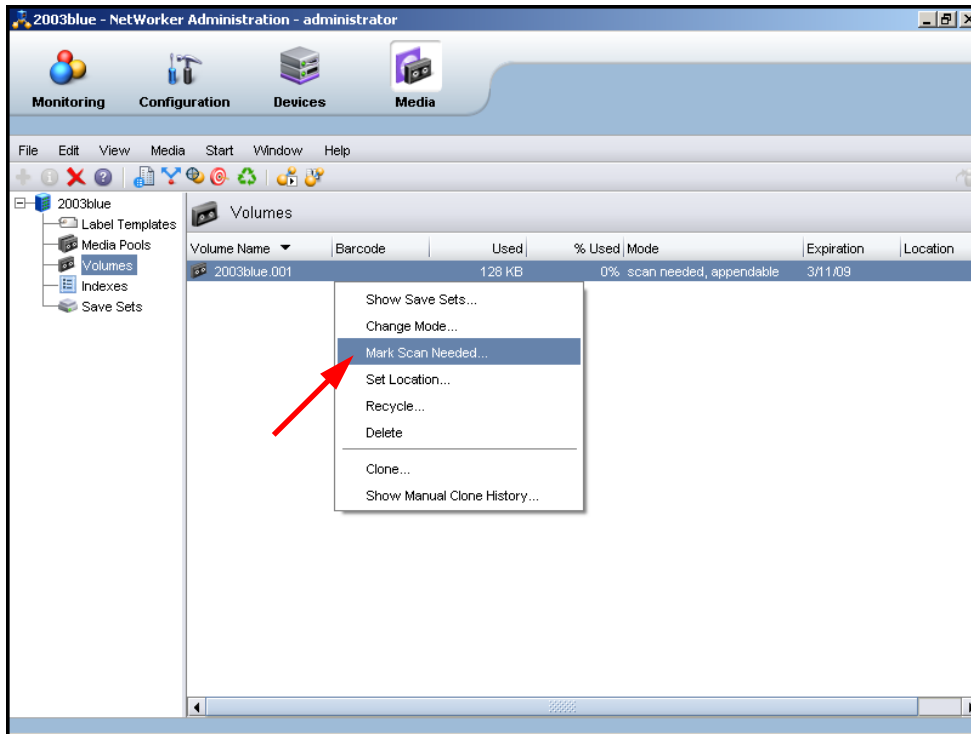 2003blue - NetWorker Administration - administrator
Monitoring Configuration Devices Media
File Edit View Media Start Window Help
2003blue
Label Templates
Media Pools
Volumes
Indexes
Save Sets
Volumes
Volume Name Barcode Used % Used Mode Expiration Location
2003blue.001 128 KB 0% scan needed, appendable 3/11/09
Show Save Sets...
Change Mode...
Mark Scan Needed...
Set Location...
Recycle...
Delete
Clone...
Show Manual Clone History...